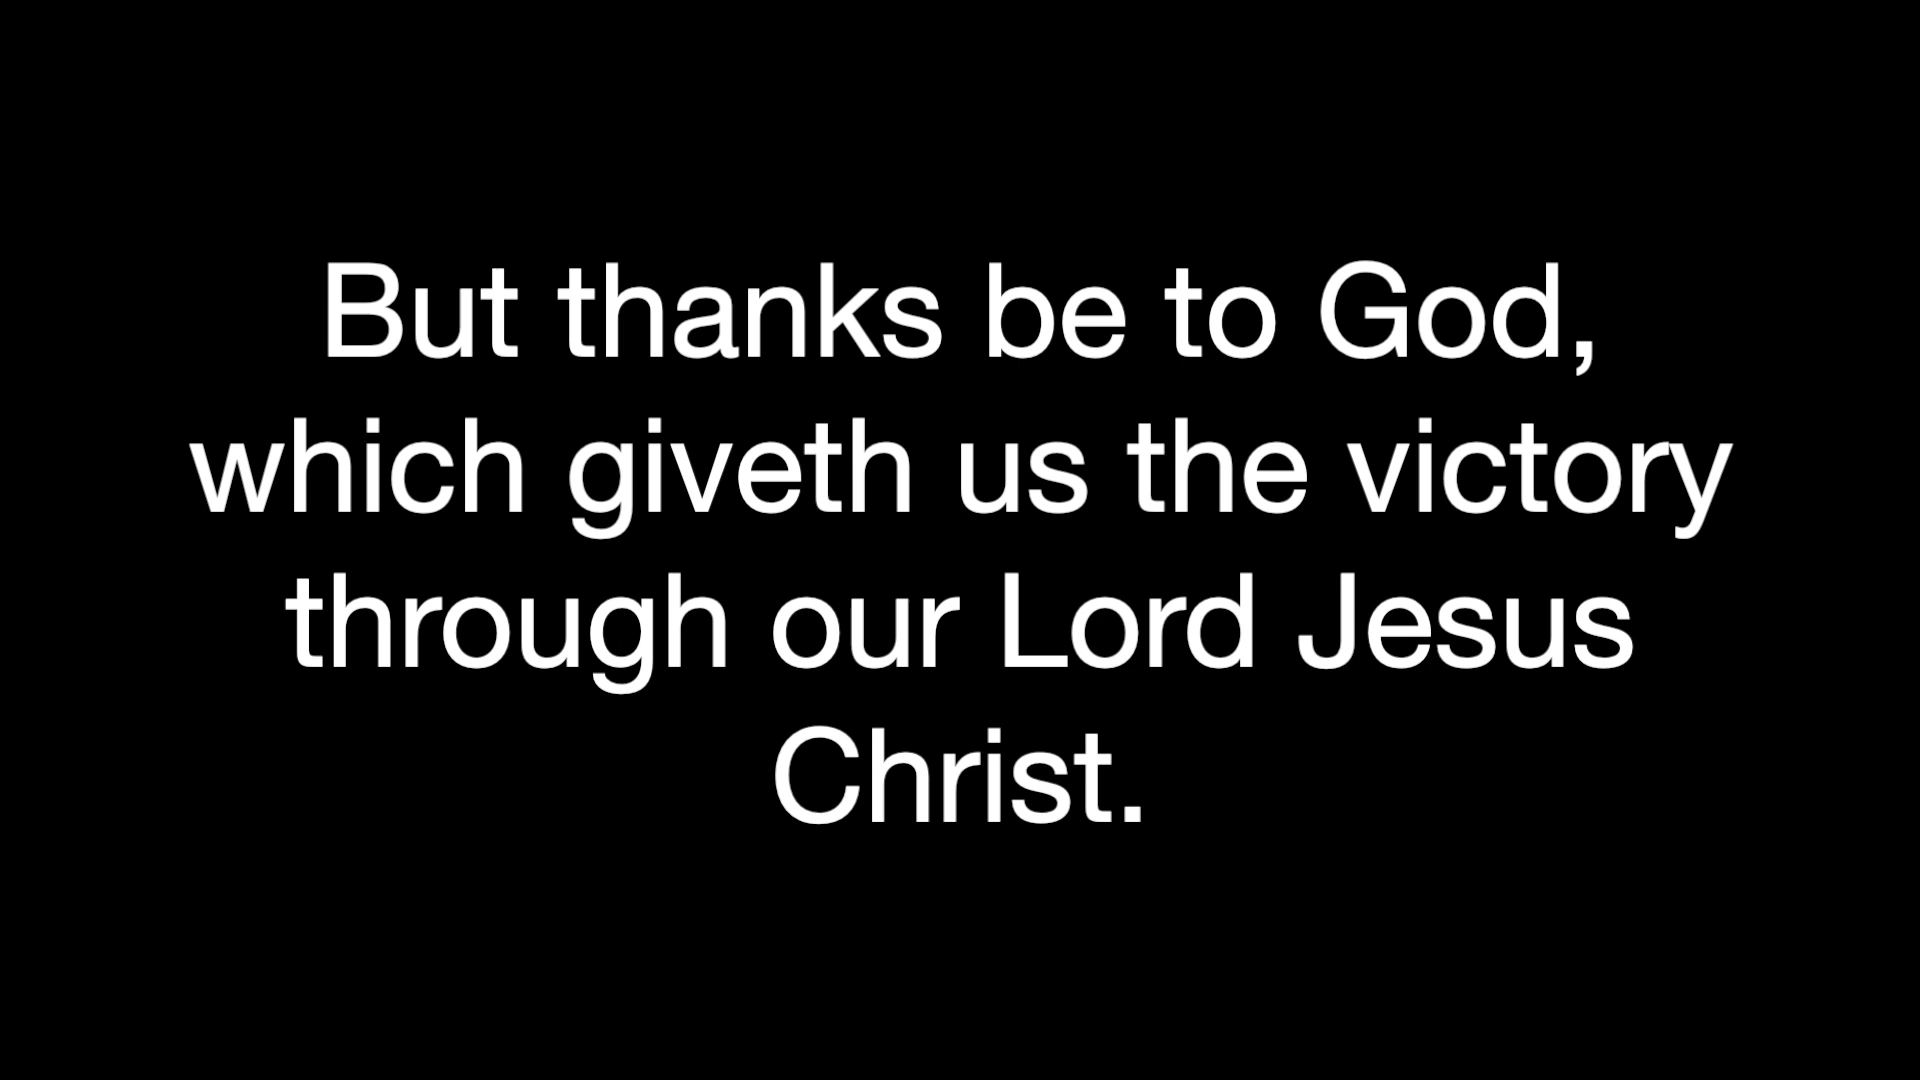 But thanks be to God,
which giveth us the victory
through our Lord Jesus
Christ.